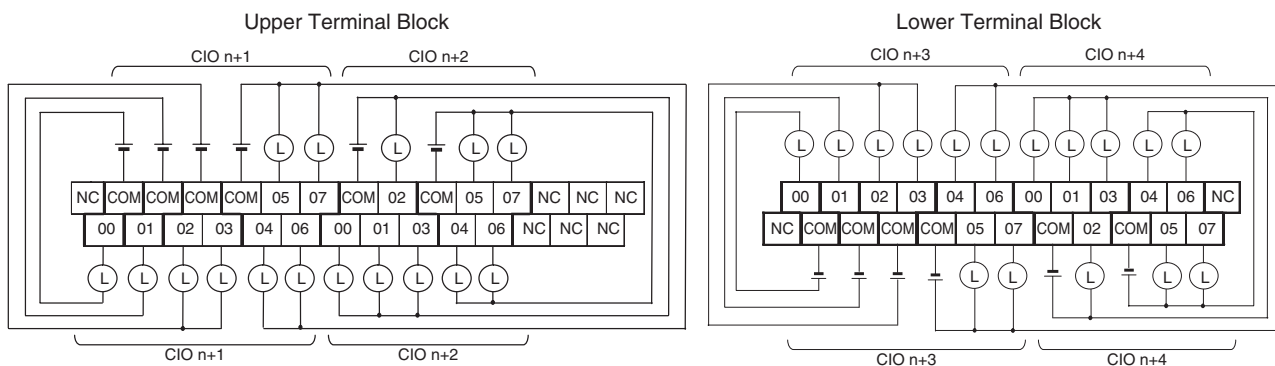 Upper Terminal Block
CIO n+1
CIO n+2
L L L L L
NC COM COM COM COM 05 07 COM 02 COM 05 07 NC NC NC
00 01 02 03 04 06 00 01 03 04 06 NC NC NC
L L L L L L L L L L L
CIO n+1
CIO n+2
Lower Terminal Block
CIO n+3
CIO n+4
L L L L L L L L L L L
00 01 02 03 04 06 00 01 03 04 06 NC
NC COM COM COM COM 05 07 COM 02 COM 05 07
L L L L L
CIO n+3
CIO n+4